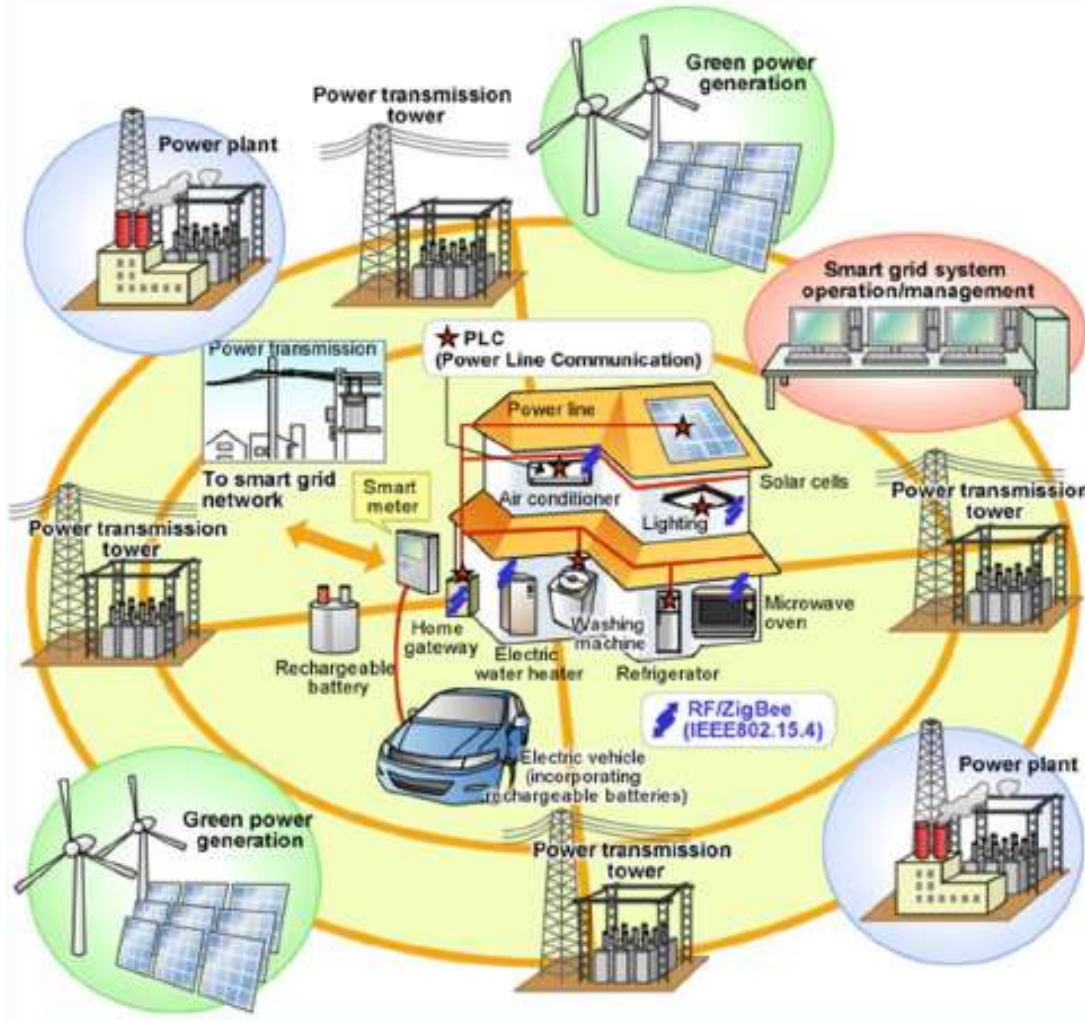 Green power
generation
Power transmission
tower
Power plant
Smart grid system
operation/management
PLC
(Power Line Communication)
Power transmission
Power line
To smart grid
network
Smart
meter
Air conditioner
Solar cells
Lighting
Power transmission
tower
Power transmission
tower
Home
gateway
Washing
machine
Microwave
oven
Rechargeable
battery
Electric
water heater
Refrigerator
RF/ZigBee
(IEEE802.15.4)
Electric vehicle
(incorporating
rechargeable batteries)
Power plant
Green power
generation
Power transmission
tower